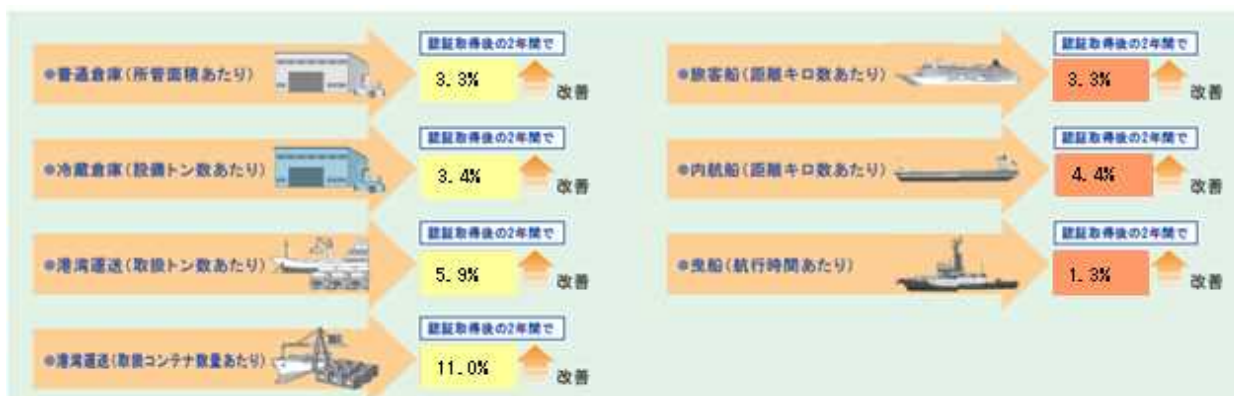 認証取得後の2年間で
●普通倉庫(所管面積あたり)
3.3%
改善
認証取得後の2年間で
●冷蔵倉庫(設備トン数あたり)
3.4%
改善
認証取得後の2年間で
●港湾運送(取扱トン数あたり)
5.9%
改善
認証取得後の2年間で
●港湾運送(取扱コンテナ数量あたり)
11.0%
改善
認証取得後の2年間で
●旅客船(距離キロ数あたり)
3.3%
改善
認証取得後の2年間で
●内航船(距離キロ数あたり)
4.4%
改善
認証取得後の2年間で
●曳船(航行時間あたり)
1.3%
改善